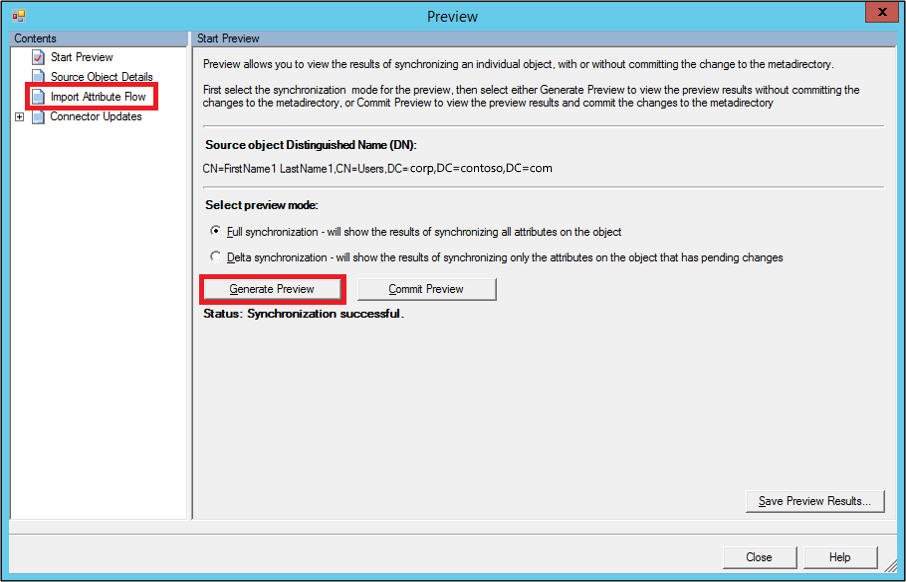 Preview
X
Contents
Start Preview
Source Object Details
Import Attribute Flow
Connector Updates
Start Preview
Preview allows you to view the results of synchronizing an individual object, with or without committing the change to the metadirectory.
First select the synchronization mode for the preview, then select either Generate Preview to view the preview results without committing the
changes to the metadirectory, or Commit Preview to view the preview results and commit the changes to the metadirectory
Source object Distinguished Name (DN):
CN=FirstName1 LastName1,CN=Users,DC=corp,DC=contoso,DC=com
Select preview mode:
Full synchronization - will show the results of synchronizing all attributes on the object
Delta synchronization - will show the results of synchronizing only the attributes on the object that has pending changes
Generate Preview
Commit Preview
Status: Synchronization successful.
Save Preview Results...
Close
Help